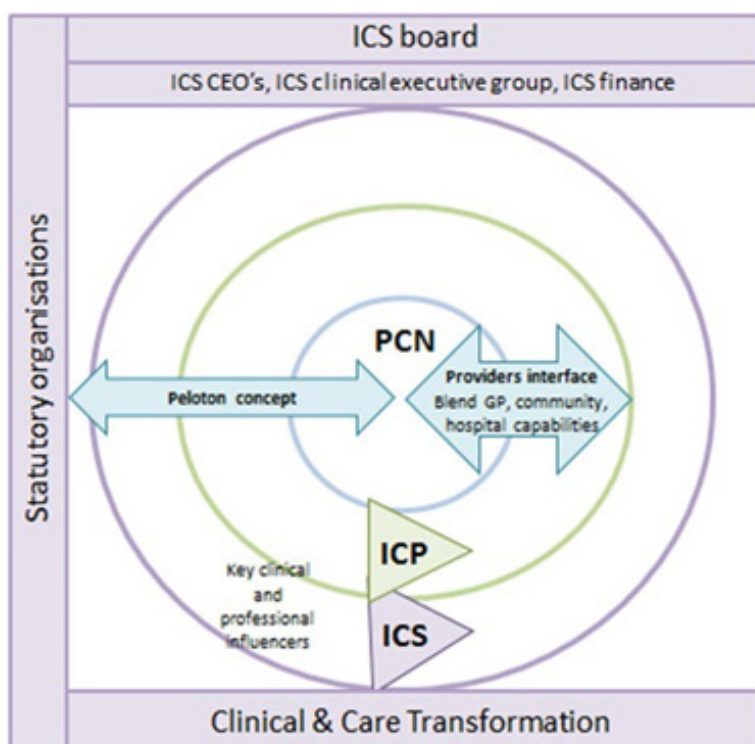 ICS board
ICS CEO's, ICS clinical executive group, ICS finance
Statutory organisations
PCN
Peloton concept
Providers interface
Blend GP, community,
hospital capabilities
ICP
Key clinical
and
professional
influencers
ICS
Clinical & Care Transformation